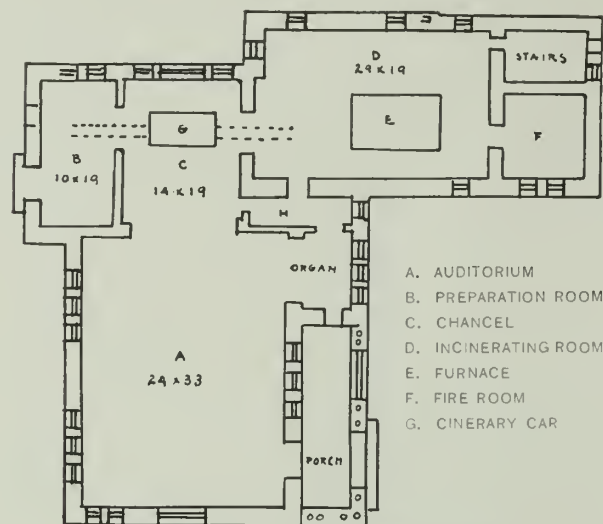 D
29 x 19
STAIRS
E
F
G
B
10 x 19
C
14 x 19
H
ORGAN
A
24 x 33
PORCH
A. AUDITORIUM
B. PREPARATION ROOM
C. CHANCEL
D. INCINERATING ROOM
E. FURNACE
F. FIRE ROOM
G. CINERARY CAR